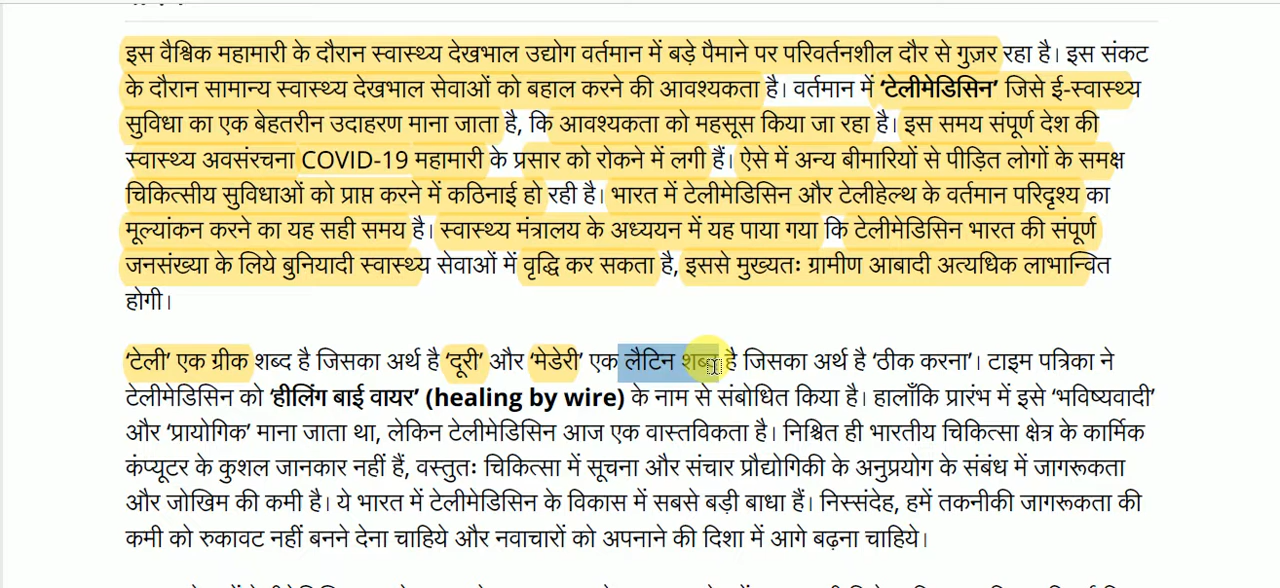 इस वैश्विक महामारी के दौरान स्वास्थ्य देखभाल उद्योग वर्तमान में बड़े पैमाने पर परिवर्तनशील दौर से गुज़र रहा है। इस संकट
के दौरान सामान्य स्वास्थ्य देखभाल सेवाओं को बहाल करने की आवश्यकता है। वर्तमान में ‘टेलीमेडिसिन’ जिसे ई-स्वास्थ्य
सुविधा का एक बेहतरीन उदाहरण माना जाता है, कि आवश्यकता को महसूस किया जा रहा है। इस समय संपूर्ण देश की
स्वास्थ्य अवसंरचना COVID-19 महामारी के प्रसार को रोकने में लगी हैं। ऐसे में अन्य बीमारियों से पीड़ित लोगों के समक्ष
चिकित्सीय सुविधाओं को प्राप्त करने में कठिनाई हो रही है। भारत में टेलीमेडिसिन और टेलीहेल्थ के वर्तमान परिदृश्य का
मूल्यांकन करने का यह सही समय है। स्वास्थ्य मंत्रालय के अध्ययन में यह पाया गया कि टेलीमेडिसिन भारत की संपूर्ण
जनसंख्या के लिये बुनियादी स्वास्थ्य सेवाओं में वृद्धि कर सकता है, इससे मुख्यतः ग्रामीण आबादी अत्यधिक लाभान्वित
होगी।
‘टेली’ एक ग्रीक शब्द है जिसका अर्थ है ‘दूरी’ और ‘मेडेरी’ एक लैटिन शब्द है जिसका अर्थ है ‘ठीक करना’। टाइम पत्रिका ने
टेलीमेडिसिन को ‘हीलिंग बाई वायर’ (healing by wire) के नाम से संबोधित किया है। हालाँकि प्रारंभ में इसे ‘भविष्यवादी’
और ‘प्रायोगिक’ माना जाता था, लेकिन टेलीमेडिसिन आज एक वास्तविकता है। निश्चित ही भारतीय चिकित्सा क्षेत्र के कार्मिक
कंप्यूटर के कुशल जानकार नहीं हैं, वस्तुतः चिकित्सा में सूचना और संचार प्रौद्योगिकी के अनुप्रयोग के संबंध में जागरूकता
और जोखिम की कमी है। ये भारत में टेलीमेडिसिन के विकास में सबसे बड़ी बाधा हैं। निस्संदेह, हमें तकनीकी जागरूकता की
कमी को रुकावट नहीं बनने देना चाहिये और नवाचारों को अपनाने की दिशा में आगे बढ़ना चाहिये।